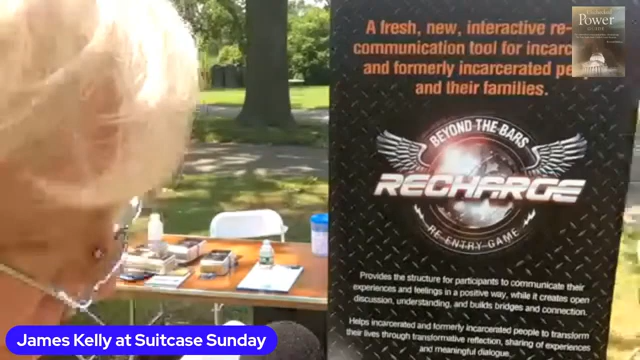 A fresh, new, interactive re-
communication tool for
and formerly incarcerated
and their families.
BEYOND THE BARS
RECHARGE
RE-ENTRY GAME
Provides the structure for participants to communicate their
experiences and feelings in a positive way, while it creates open
discussion, understanding, and builds bridges and connection.
Helps incarcerated and formerly incarcerated people to transform
their lives through transformative reflection, sharing of experiences
and meaningful dialogue.
Power
James Kelly at Suitcase Sunday